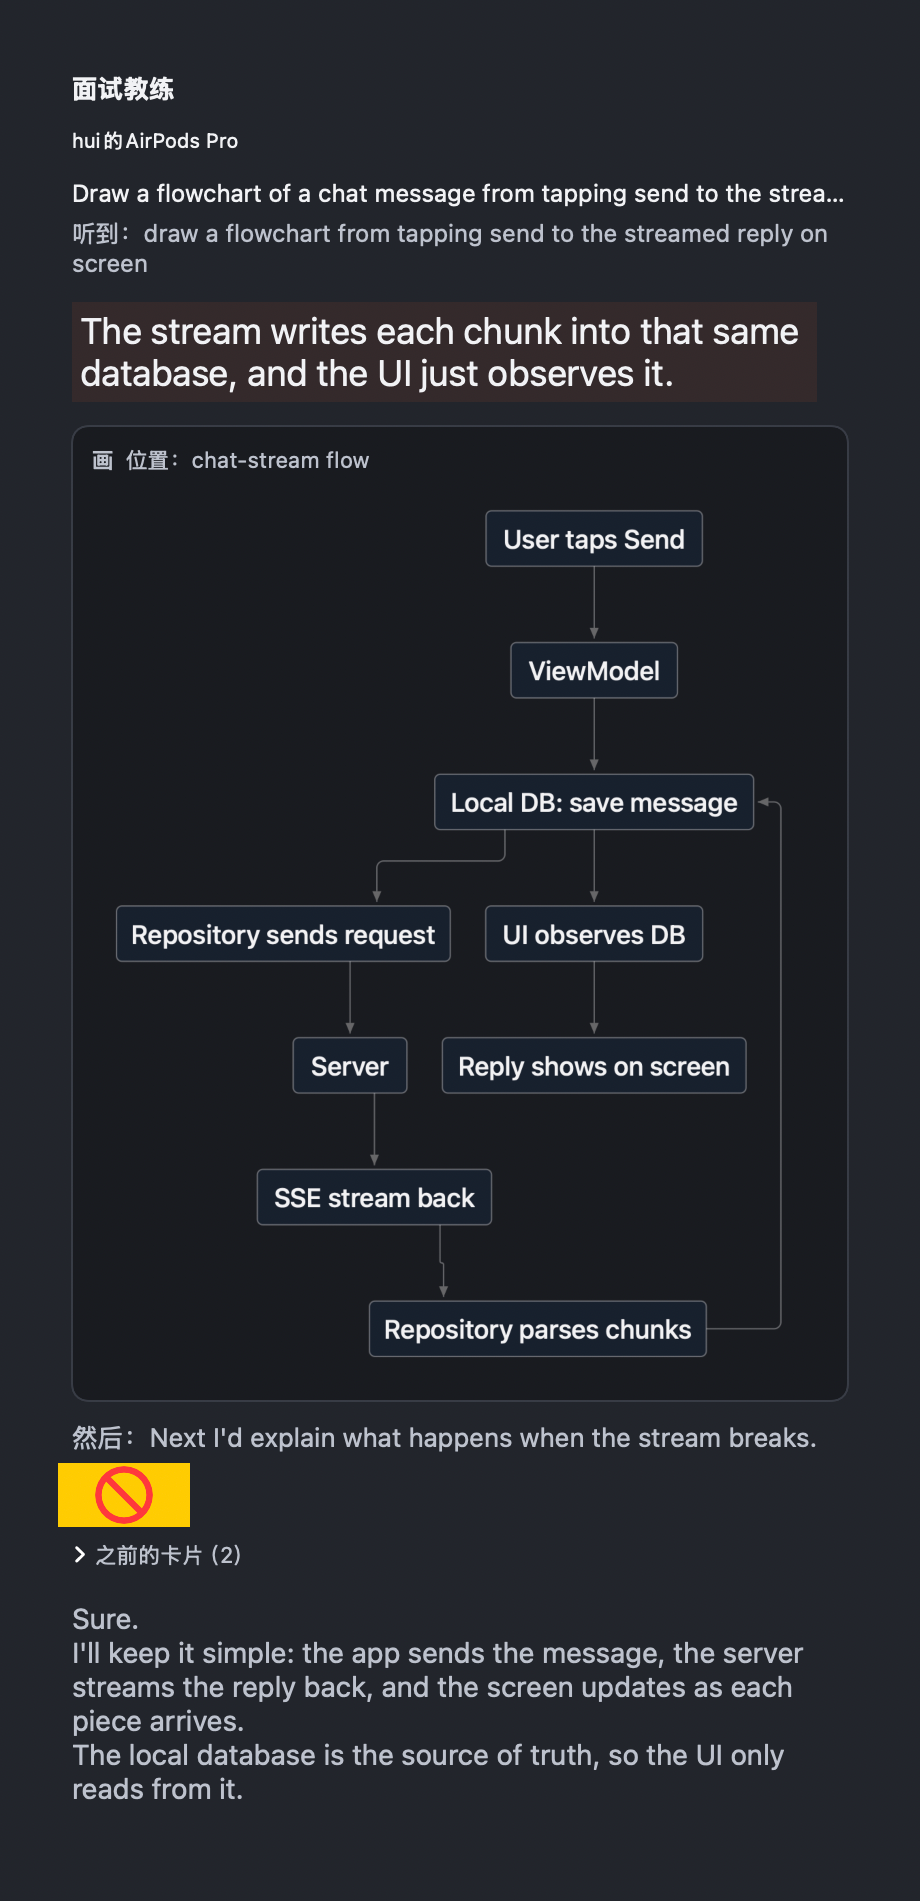 面试教练
hui的AirPods Pro
Draw a flowchart of a chat message from tapping send to the strea...
听到：draw a flowchart from tapping send to the streamed reply on
screen
The stream writes each chunk into that same
database, and the UI just observes it.
画 位置：chat-stream flow
User taps Send
ViewModel
Local DB: save message
Repository sends request
UI observes DB
Server
Reply shows on screen
SSE stream back
Repository parses chunks
然后：Next I'd explain what happens when the stream breaks.
之前的卡片 (2)
Sure.
I'll keep it simple: the app sends the message, the server
streams the reply back, and the screen updates as each
piece arrives.
The local database is the source of truth, so the UI only
reads from it.